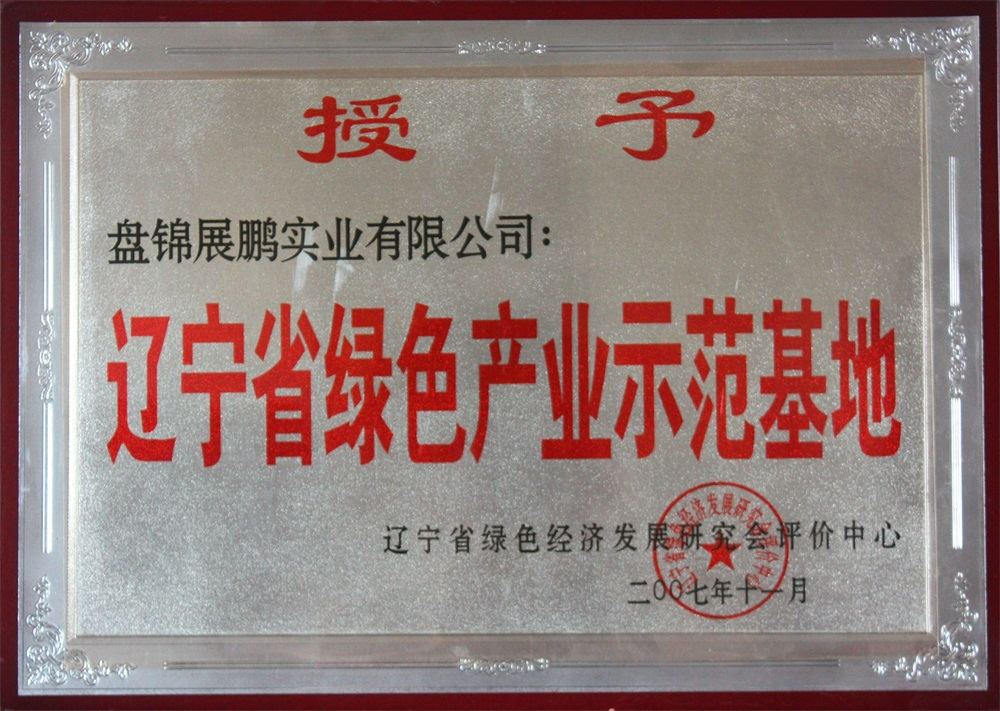 授予
盘锦展鹏实业有限公司：
辽宁省绿色产业示范基地
辽宁省绿色经济发展研究会评价中心
二〇〇七年十一月